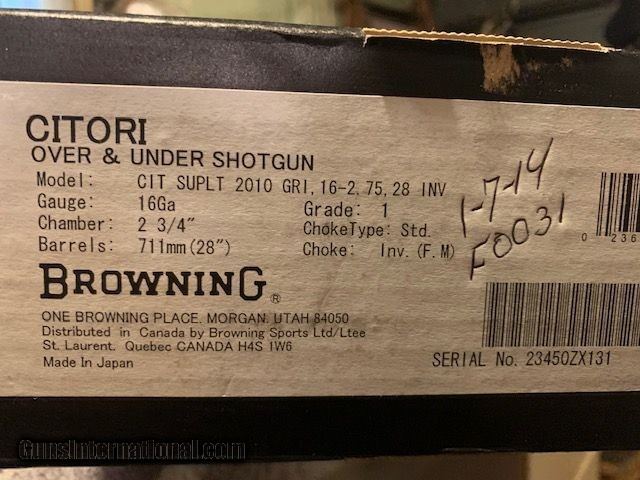 CITORI
OVER & UNDER SHOTGUN
Model: CIT SUPLT 2010 GRI, 16-2, 75, 28 INV
Gauge: 16Ga Grade: 1
Chamber: 2 3/4" ChokeType: Std.
Barrels: 711mm(28") Choke: Inv. (F. M)
1-7-14
F0031
0 236
BROWNING®
ONE BROWNING PLACE. MORGAN. UTAH 84050
Distributed in Canada by Browning Sports Ltd/Ltee
St. Laurent. Quebec CANADA H4S 1W6
Made In Japan
SERIAL No. 23450ZX131
GunsInternational.com